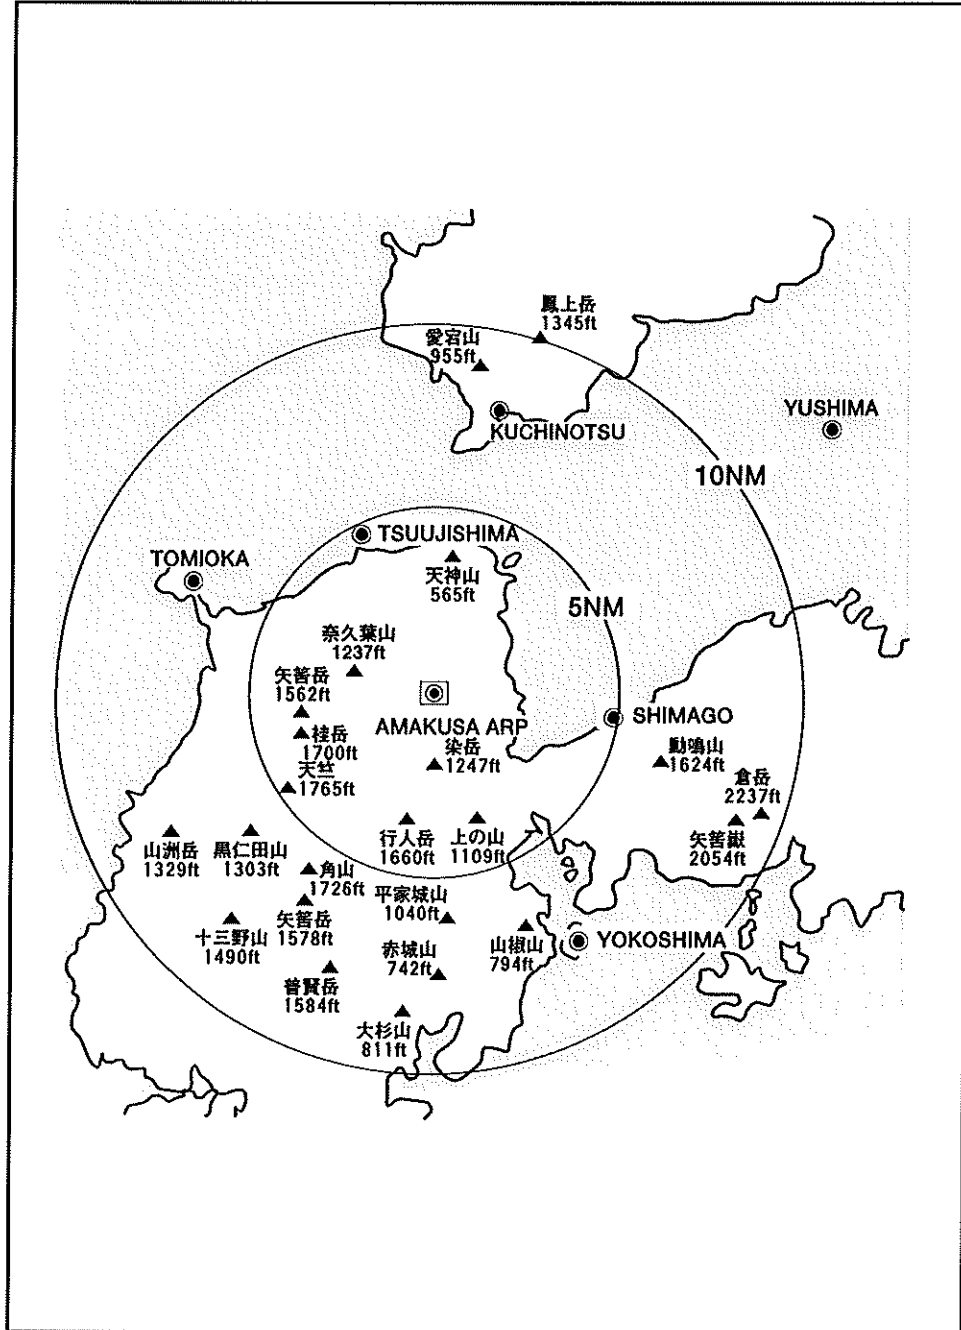 鳳上岳
1345ft
愛宕山
955ft
YUSHIMA
KUCHINOTSU
10NM
TSUUJISHIMA
TOMIOKA
天神山
565ft
5NM
奈久葉山
1237ft
矢筈岳
1562ft
SHIMAGO
AMAKUSA ARP
桂岳
1700ft
染岳
1247ft
動鳴山
1624ft
天竺
1765ft
倉岳
2237ft
行人岳
1660ft
上の山
1109ft
矢筈嶽
2054ft
山洲岳
1329ft
黒仁田山
1303ft
角山
1726ft
平家城山
1040ft
矢筈岳
1578ft
十三野山
1490ft
山椒山
794ft
YOKOSHIMA
赤城山
742ft
普賢岳
1584ft
大杉山
811ft